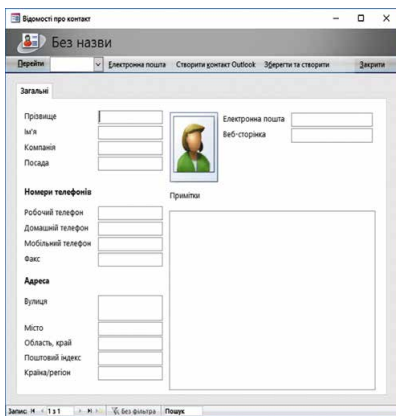 Відомості про контакт
Без назви
Перейти Електронна пошта Створити контакт Outlook Зберегти та створити Закрити
Загальні
Прізвище
Ім'я
Компанія
Посада
Електронна пошта
Веб-сторінка
Номери телефонів
Примітки
Робочий телефон
Домашній телефон
Мобільний телефон
Факс
Адреса
Вулиця
Місто
Область, край
Поштовий індекс
Країна/регіон
Запис: 1 з 1 Без фільтра Пошук